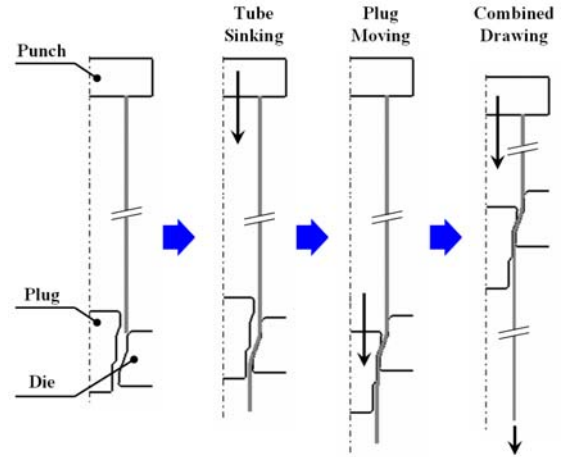 Tube
Sinking
Plug
Moving
Combined
Drawing
Punch
Plug
Die